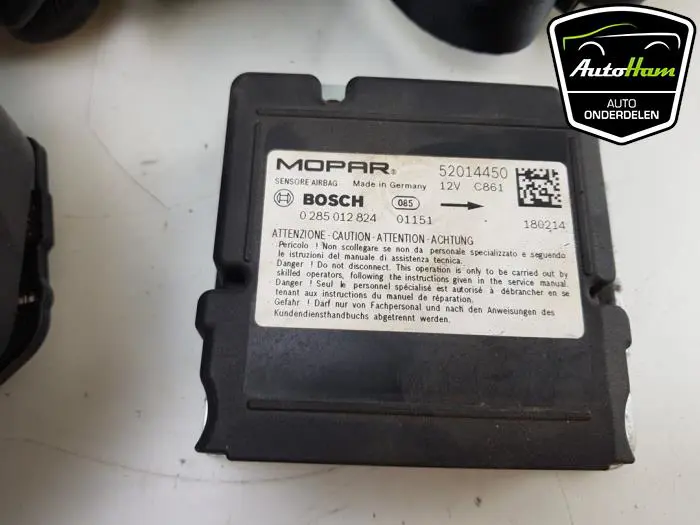 AutoHam
AUTO
ONDERDELEN
MOPAR® 52014450
SENSORE AIRBAG Made in Germany 12V C861
BOSCH 085
0 285 012 824 01151 180214
ATTENZIONE-CAUTION-ATTENTION-ACHTUNG
- Pericolo ! Non scollegare se non da personale specializzato e seguendo
le istruzioni del manuale di assistenza tecnica.
- Danger ! Do not disconnect. This operation is only to be carried out by
skilled operators, following the instructions given in the service manual.
- Danger ! Seul le personnel spécialisé est autorisé à débrancher en se
tenant aux instructions du manuel de réparation.
- Gefahr ! Darf nur von Fachpersonal und nach den Anweisungen des
Kundendiensthandbuchs abgetrennt werden.